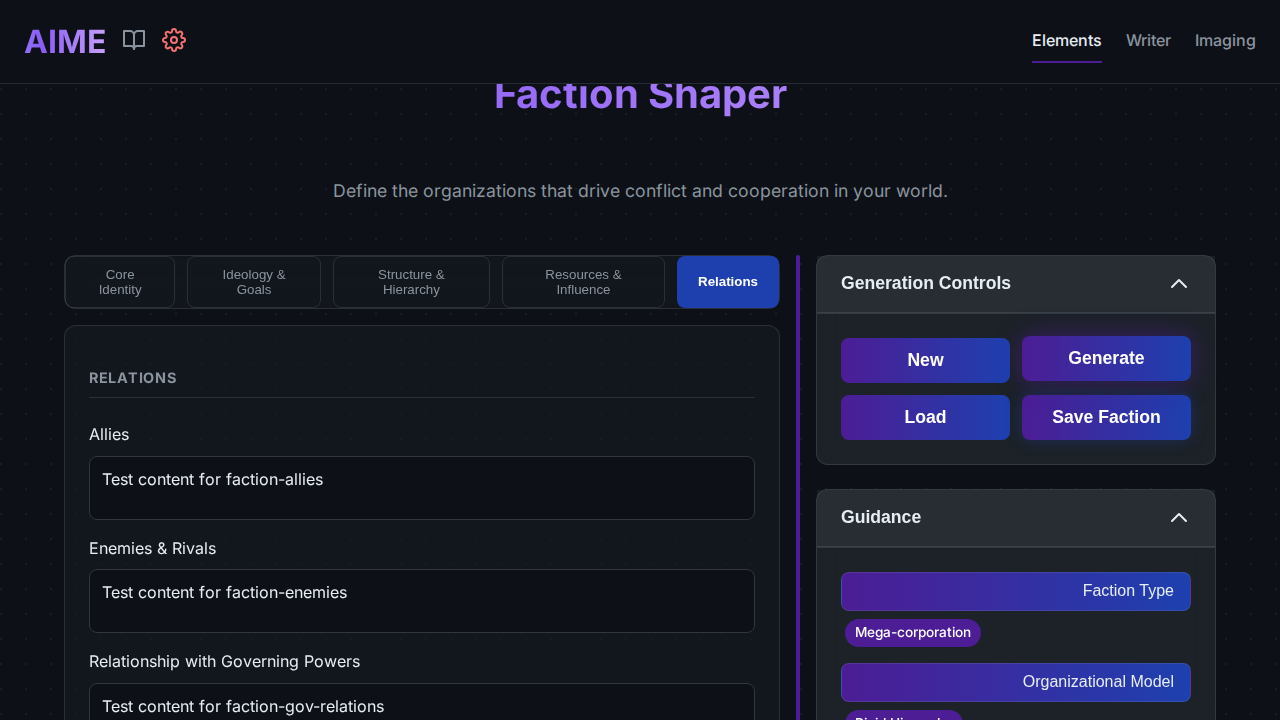 AIME
Elements
Writer
Imaging
Faction Shaper
Define the organizations that drive conflict and cooperation in your world.
Core
Identity
Ideology &
Goals
Structure &
Hierarchy
Resources &
Influence
Relations
RELATIONS
Allies
Test content for faction-allies
Enemies & Rivals
Test content for faction-enemies
Relationship with Governing Powers
Test content for faction-gov-relations
Generation Controls
New
Generate
Load
Save Faction
Guidance
Faction Type
Mega-corporation
Organizational Model